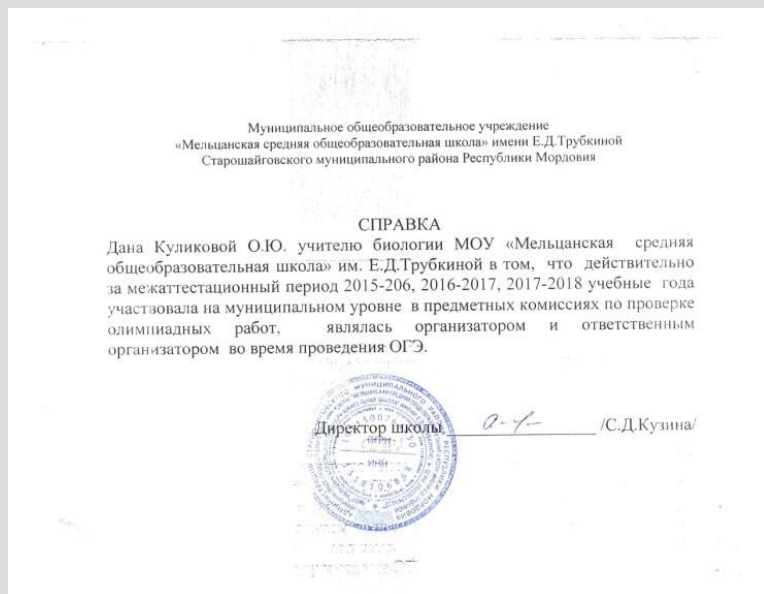 Муниципальное общеобразовательное учреждение
«Мельцанская средняя общеобразовательная школа» имени Е.Д.Трубкиной
Старошайговского муниципального района Республики Мордовия
СПРАВКА
Дана Куликовой О.Ю. учителю биологии МОУ «Мельцанская средняя
общеобразовательная школа» им. Е.Д.Трубкиной в том, что действительно
за межаттестационный период 2015-206, 2016-2017, 2017-2018 учебные года
участвовала на муниципальном уровне в предметных комиссиях по проверке
олимпиадных работ, являлась организатором и ответственным
организатором во время проведения ОГЭ.
Директор школы /С.Д.Кузина/
ОГРН
ИНН